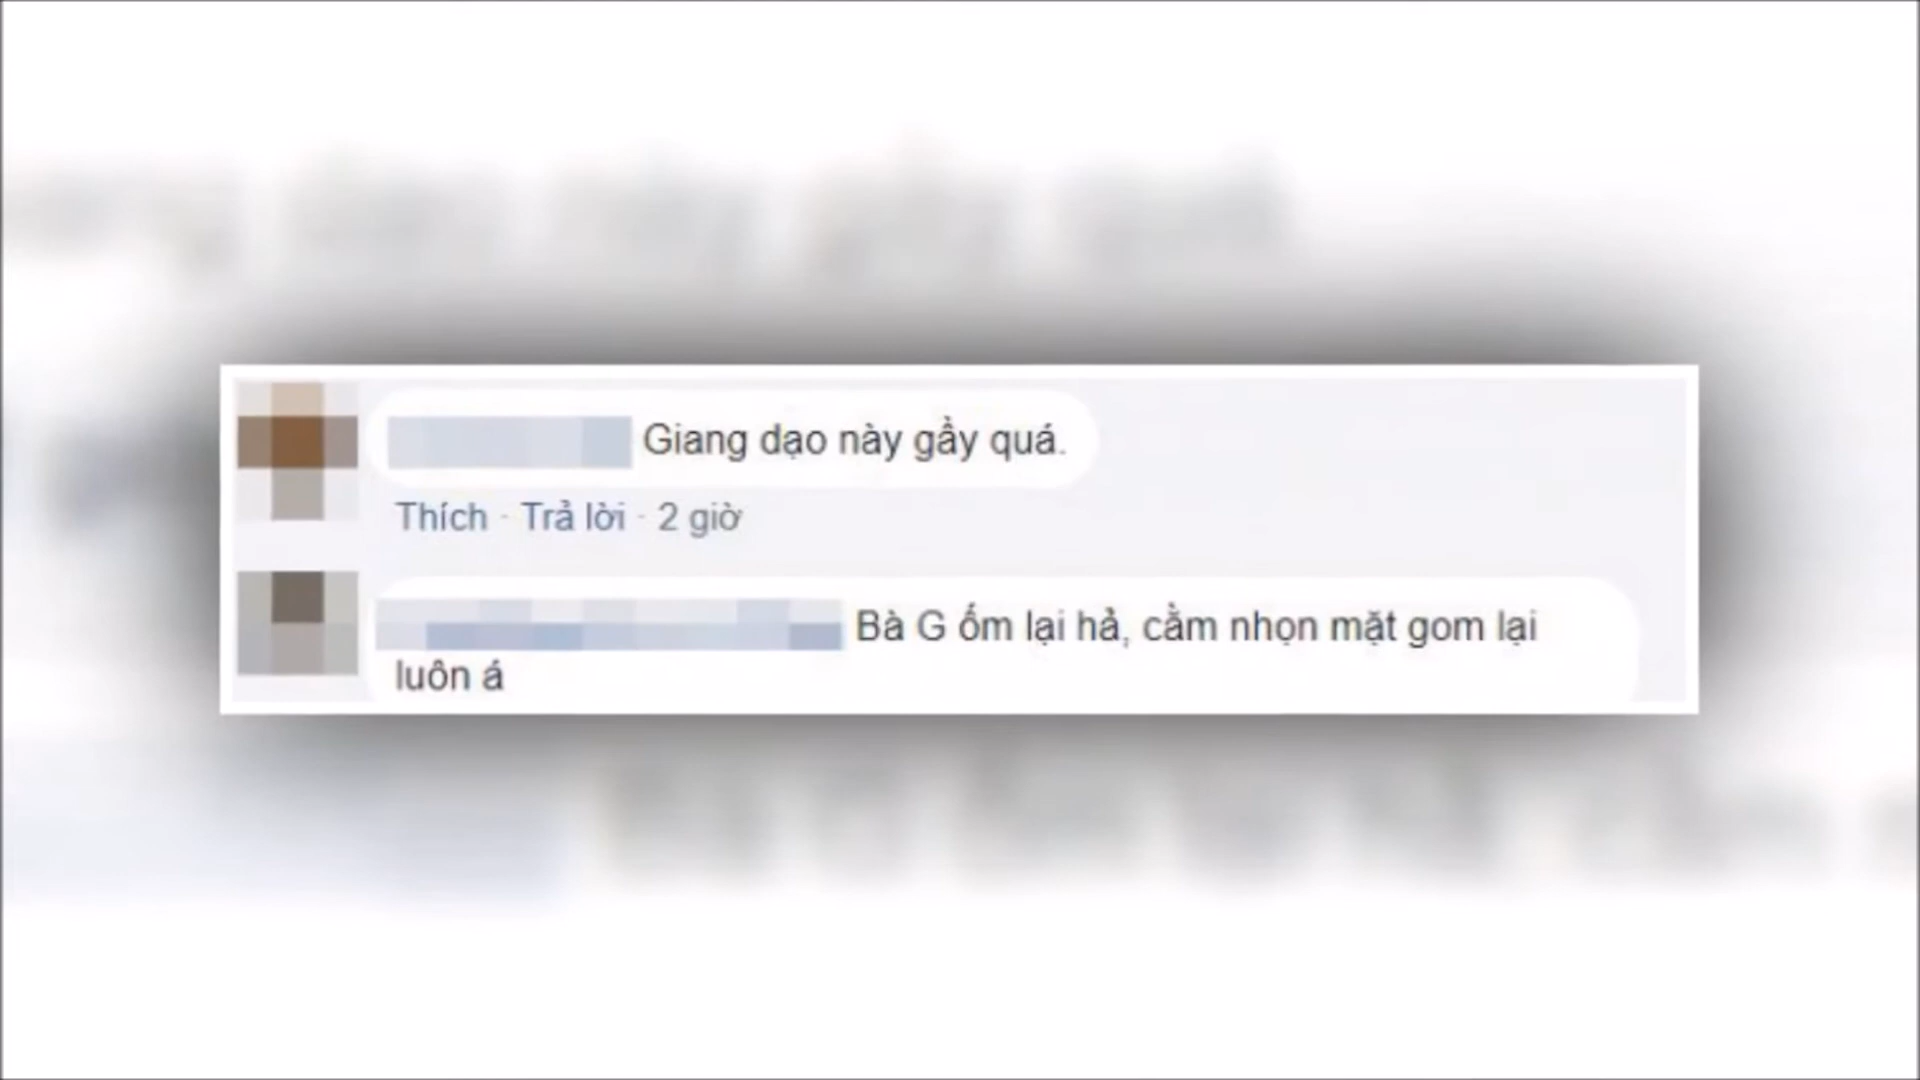 Giang dạo này gầy quá.
Thích · Trả lời · 2 giờ
Bà G ốm lại hả, cằm nhọn mặt gom lại
luôn á